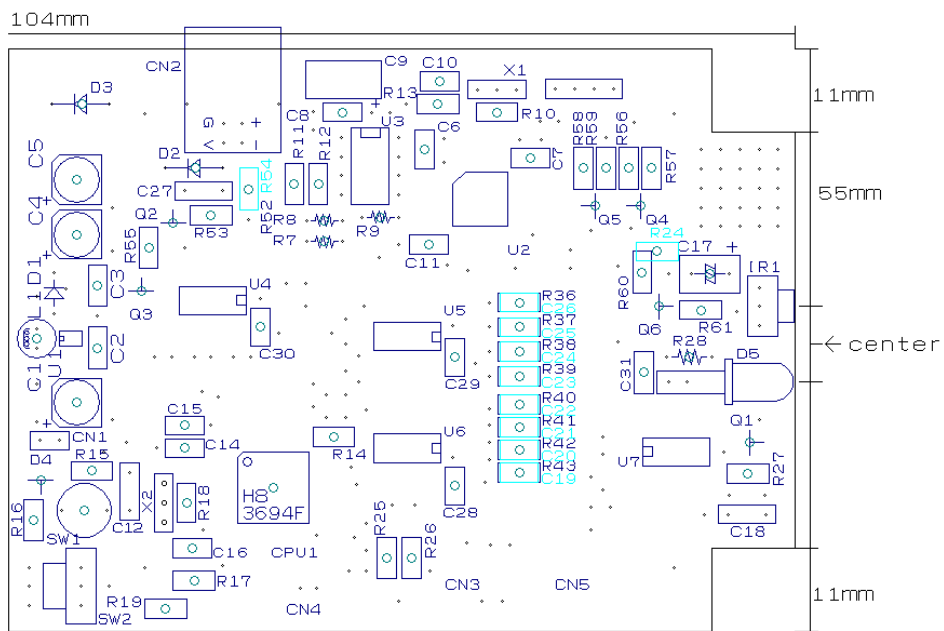 104mm
CN2
C9
C10
X1
D3
R13
+
11mm
C8
U3
R10
R58
R59
R56
G
+
V
-
R11
R12
C6
C7
R57
C5
D2
R54
C27
R52
55mm
C4
+
Q2
R53
R8
R9
Q5
Q4
R55
R7
C11
U2
R24
C17
+
+
C3
R60
IR1
LD1
U4
R36
C26
Q3
U5
R37
C25
Q6
R61
C30
R38
C24
R28
center
C2
C29
R39
C23
C31
D5
C1
U1
R40
C22
C15
R41
C21
Q1
+
CN1
U6
R42
C20
D4
C14
R14
R43
C19
U7
R15
R27
H8
3694F
C28
R16
X2
R18
C12
R25
R26
C18
SW1
C16
CPU1
R17
CN3
CN5
R19
SW2
CN4
11mm